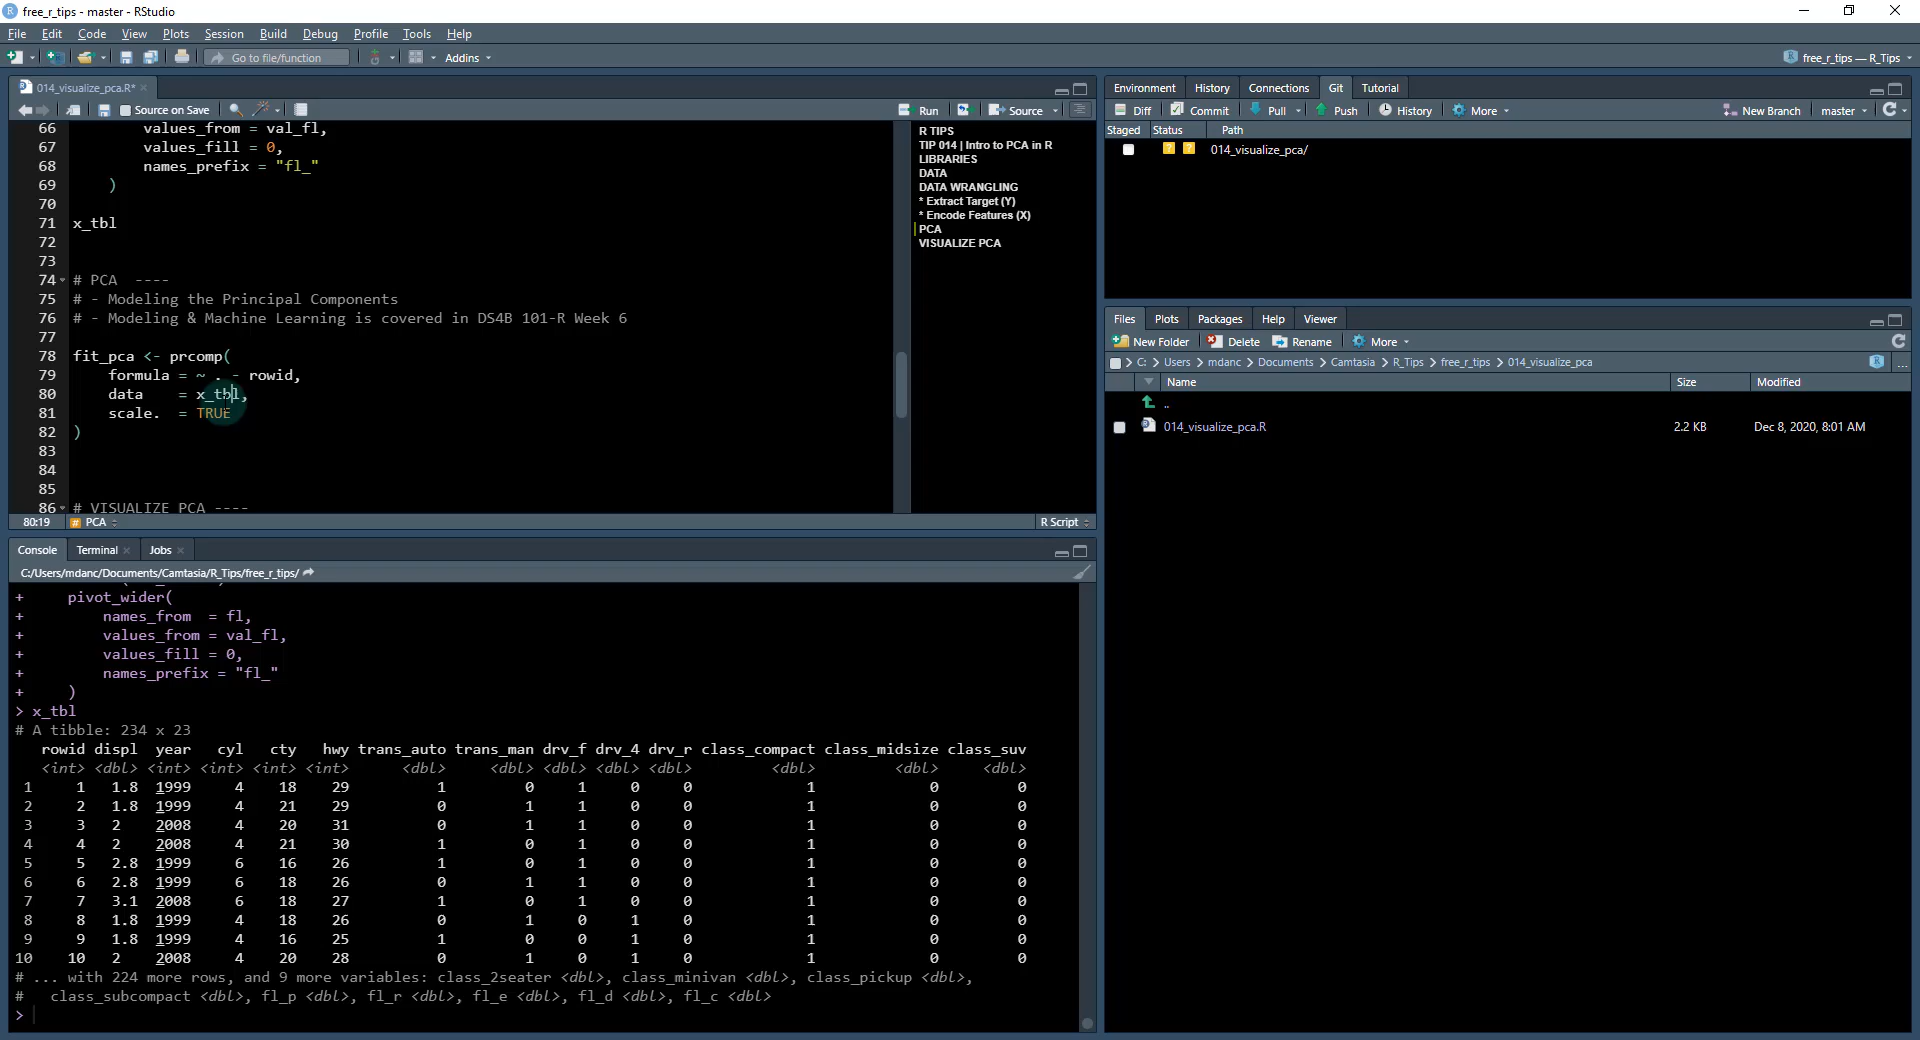 free_r_tips - master - RStudio
File Edit Code View Plots Session Build Debug Profile Tools Help
Go to file/function Addins free_r_tips — R_Tips
014_visualize_pca.R*
Source on Save Run Source
66 values_from = val_fl,
67 values_fill = 0,
68 names_prefix = "fl_"
69 )
70
71 x_tbl
72
73
74 # PCA ----
75 # - Modeling the Principal Components
76 # - Modeling & Machine Learning is covered in DS4B 101-R Week 6
77
78 fit_pca <- prcomp(
79 formula = ~ . - rowid,
80 data = x_tbl,
81 scale. = TRUE
82 )
83
84
85
86 # VISUALIZE PCA ----
80:19 # PCA R Script
R TIPS
TIP 014 | Intro to PCA in R
LIBRARIES
DATA
DATA WRANGLING
* Extract Target (Y)
* Encode Features (X)
PCA
VISUALIZE PCA
Console Terminal Jobs
C:/Users/mdanc/Documents/Camtasia/R_Tips/free_r_tips/
+ pivot_wider(
+ names_from = fl,
+ values_from = val_fl,
+ values_fill = 0,
+ names_prefix = "fl_"
+ )
> x_tbl
# A tibble: 234 x 23
rowid displ year cyl cty hwy trans_auto trans_man drv_f drv_4 drv_r class_compact class_midsize class_suv
<int> <dbl> <int> <int> <int> <int> <dbl> <dbl> <dbl> <dbl> <dbl> <dbl> <dbl> <dbl>
1 1 1.8 1999 4 18 29 1 0 1 0 0 1 0 0
2 2 1.8 1999 4 21 29 0 1 1 0 0 1 0 0
3 3 2 2008 4 20 31 0 1 1 0 0 1 0 0
4 4 2 2008 4 21 30 1 0 1 0 0 1 0 0
5 5 2.8 1999 6 16 26 1 0 1 0 0 1 0 0
6 6 2.8 1999 6 18 26 0 1 1 0 0 1 0 0
7 7 3.1 2008 6 18 27 1 0 1 0 0 1 0 0
8 8 1.8 1999 4 18 26 0 1 0 1 0 1 0 0
9 9 1.8 1999 4 16 25 1 0 0 1 0 1 0 0
10 10 2 2008 4 20 28 0 1 0 1 0 1 0 0
# ... with 224 more rows, and 9 more variables: class_2seater <dbl>, class_minivan <dbl>, class_pickup <dbl>,
# class_subcompact <dbl>, fl_p <dbl>, fl_r <dbl>, fl_e <dbl>, fl_d <dbl>, fl_c <dbl>
>
Environment History Connections Git Tutorial
Diff Commit Pull Push History More New Branch master
Staged Status Path
? ? 014_visualize_pca/
Files Plots Packages Help Viewer
New Folder Delete Rename More
C: > Users > mdanc > Documents > Camtasia > R_Tips > free_r_tips > 014_visualize_pca ...
Name Size Modified
..
014_visualize_pca.R 2.2 KB Dec 8, 2020, 8:01 AM